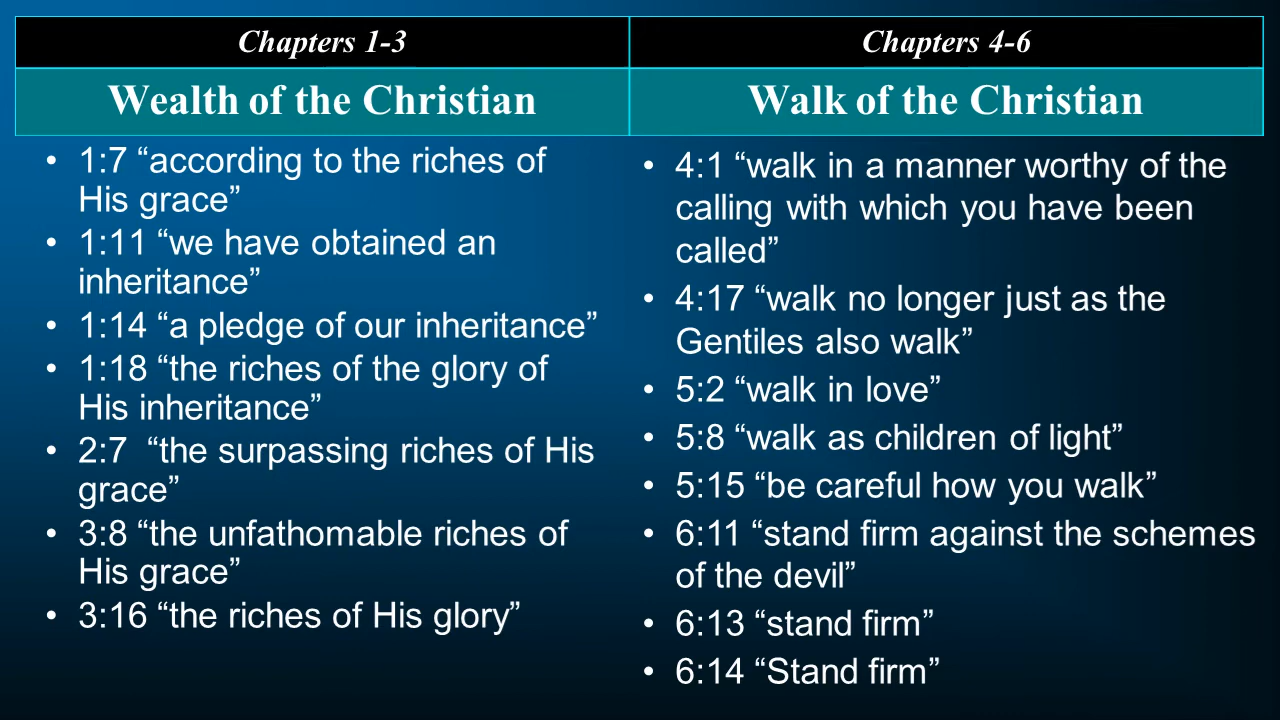 Chapters 1-3
Chapters 4-6
Wealth of the Christian
Walk of the Christian
• 1:7 “according to the riches of
His grace”
• 1:11 “we have obtained an
inheritance”
• 1:14 “a pledge of our inheritance”
• 1:18 “the riches of the glory of
His inheritance”
• 2:7  “the surpassing riches of His
grace”
• 3:8 “the unfathomable riches of
His grace”
• 3:16 “the riches of His glory”
• 4:1 “walk in a manner worthy of the
calling with which you have been
called”
• 4:17 “walk no longer just as the
Gentiles also walk”
• 5:2 “walk in love”
• 5:8 “walk as children of light”
• 5:15 “be careful how you walk”
• 6:11 “stand firm against the schemes
of the devil”
• 6:13 “stand firm”
• 6:14 “Stand firm”